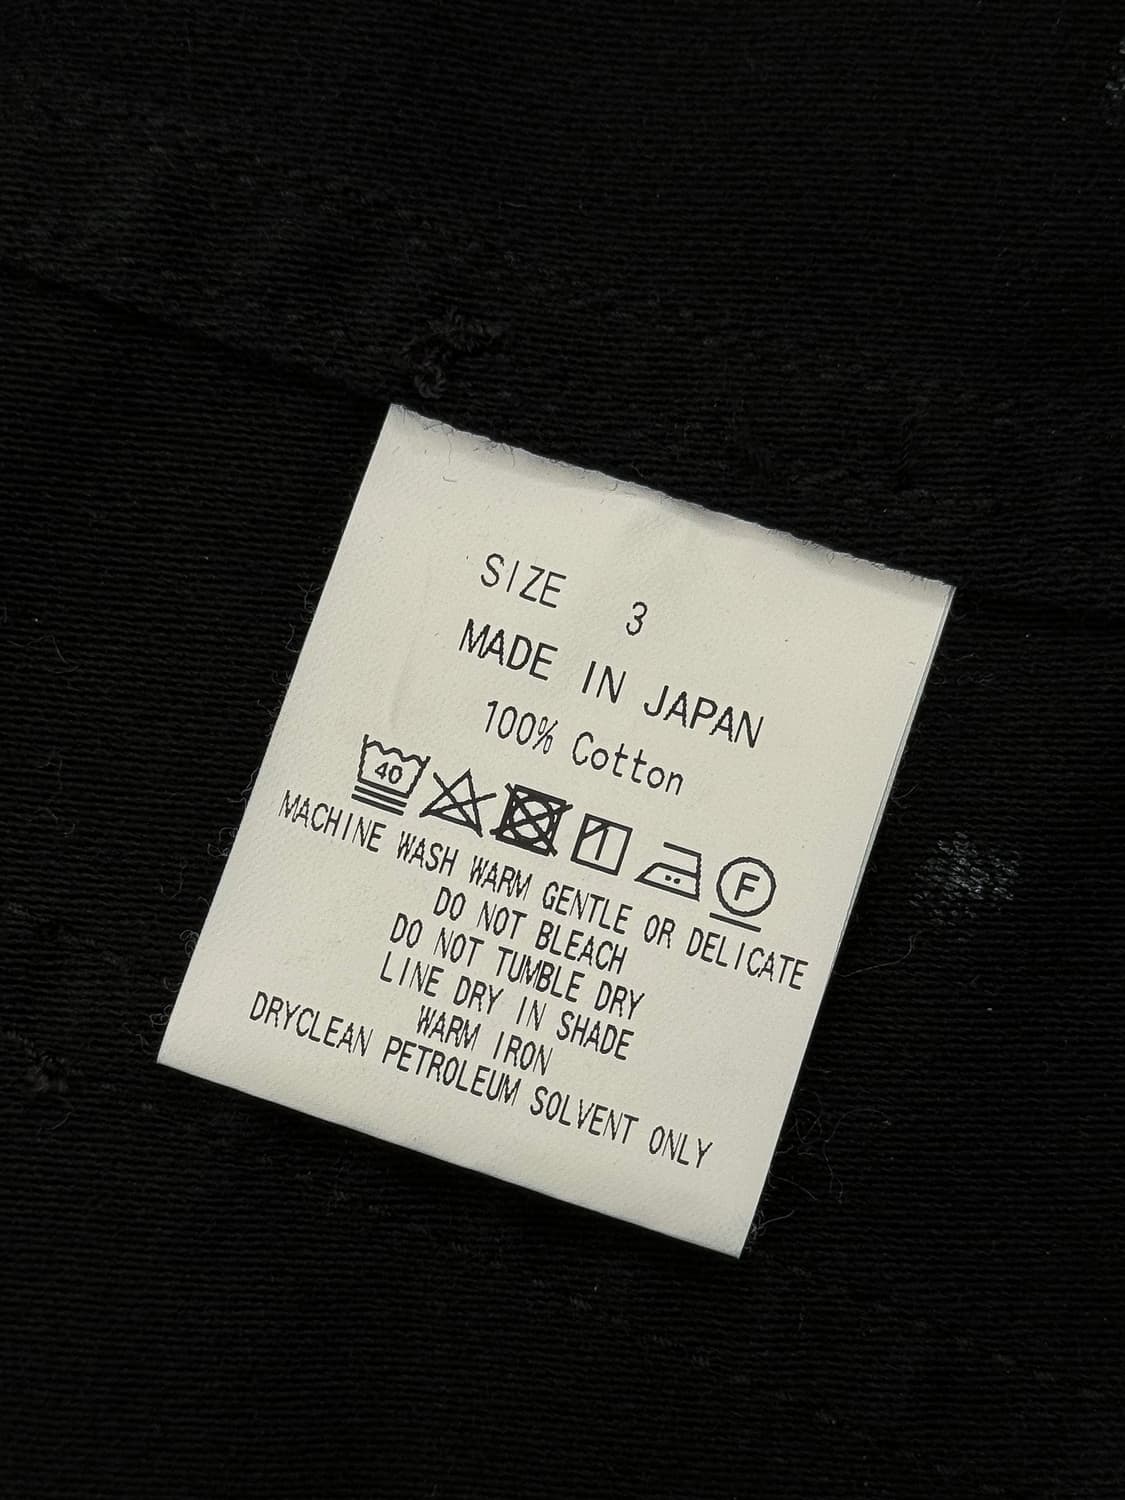 SIZE 3
MADE IN JAPAN
100% Cotton
40 F
MACHINE WASH WARM GENTLE OR DELICATE
DO NOT BLEACH
DO NOT TUMBLE DRY
LINE DRY IN SHADE
WARM IRON
DRYCLEAN PETROLEUM SOLVENT ONLY